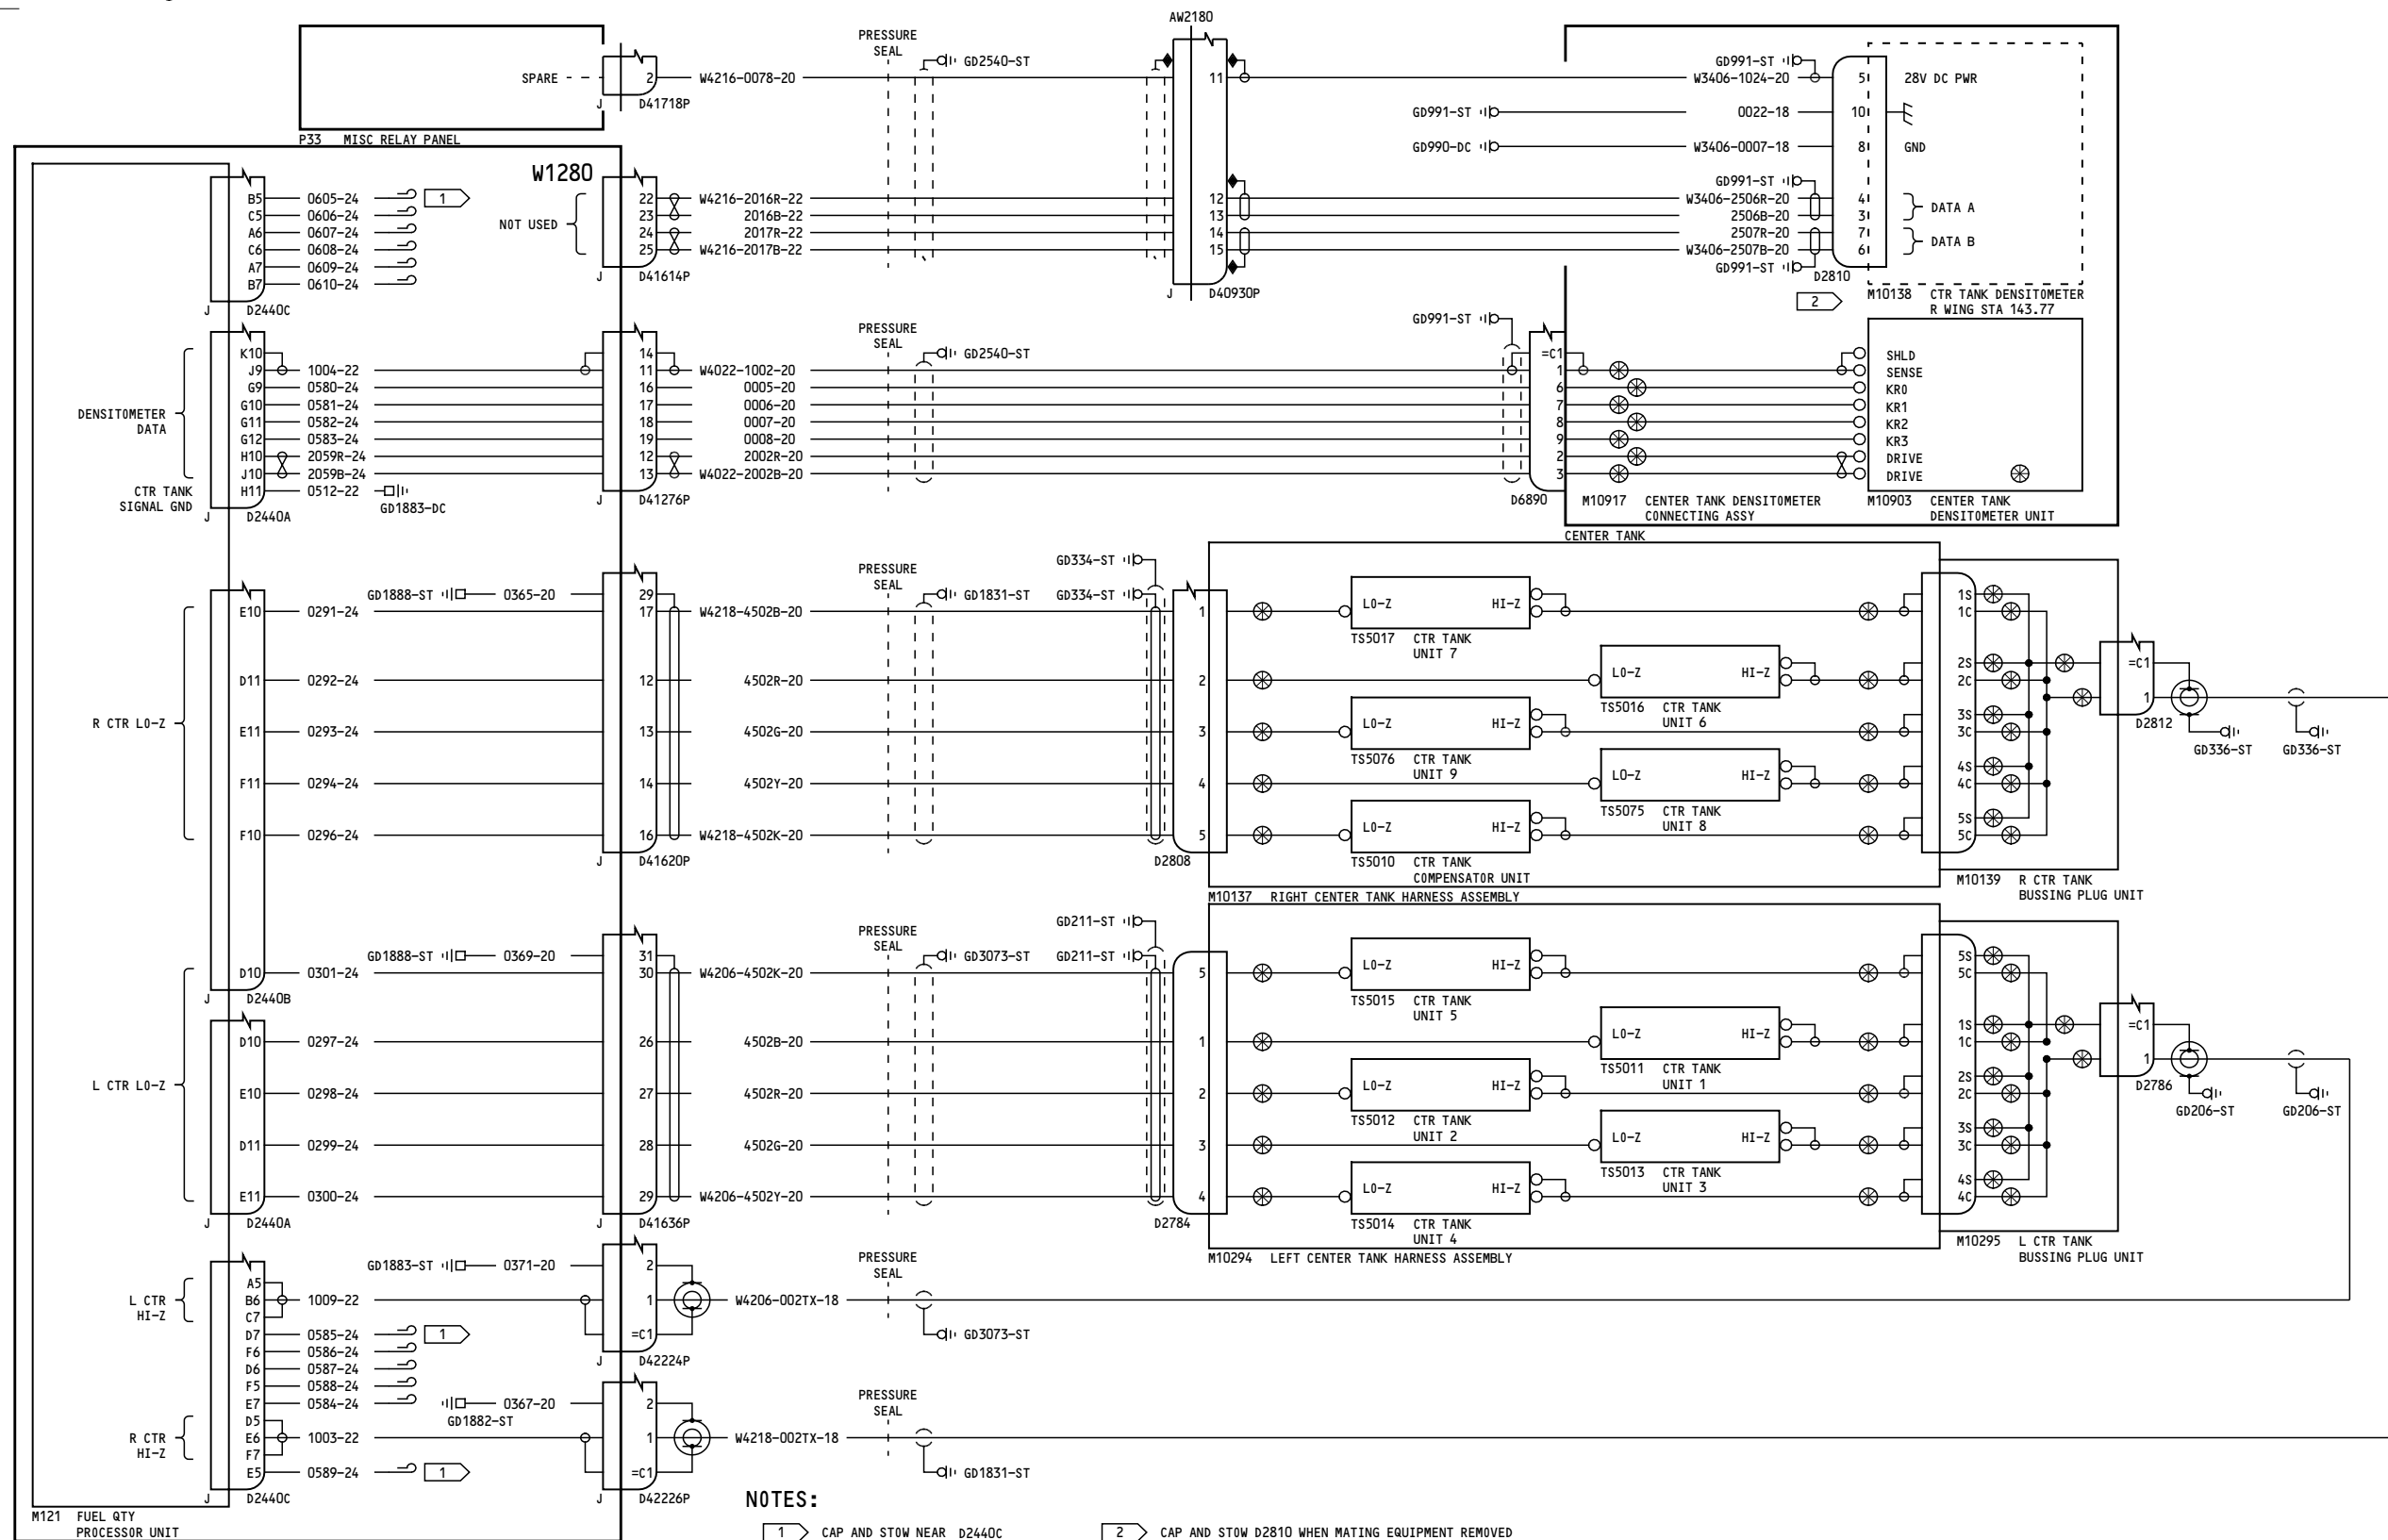 AW2180
PRESSURE
SEAL
GD2540-ST
SPARE
2
W4216-0078-20
J
D41718P
11
GD991-ST
W3406-1024-20
5
28V DC PWR
GD991-ST
0022-18
10
GD990-DC
W3406-0007-18
8
GND
P33 MISC RELAY PANEL
W1280
NOT USED
B5 0605-24 1
C5 0606-24
A6 0607-24
C6 0608-24
A7 0609-24
B7 0610-24
J D2440C
22 W4216-2016R-22
23 2016B-22
24 2017R-22
25 W4216-2017B-22
J D41614P
12
13
14
15
J D40930P
GD991-ST
W3406-2506R-20 4
2506B-20 3
DATA A
2507R-20 7
W3406-2507B-20 6
DATA B
GD991-ST
D2810
2
M10138 CTR TANK DENSITOMETER
R WING STA 143.77
DENSITOMETER
DATA
K10
J9 1004-22
G9 0580-24
G10 0581-24
G11 0582-24
G12 0583-24
H10 2059R-24
J10 2059B-24
H11 0512-22
CTR TANK
SIGNAL GND
GD1883-DC
J D2440A
14
11 W4022-1002-20
16 0005-20
17 0006-20
18 0007-20
19 0008-20
12 2002R-20
13 W4022-2002B-20
J D41276P
PRESSURE
SEAL
GD2540-ST
GD991-ST
=C1
1
6
7
8
9
2
3
D6890
M10917 CENTER TANK DENSITOMETER
CONNECTING ASSY
SHLD
SENSE
KR0
KR1
KR2
KR3
DRIVE
DRIVE
M10903 CENTER TANK
DENSITOMETER UNIT
CENTER TANK
R CTR LO-Z
E10 0291-24
D11 0292-24
E11 0293-24
F11 0294-24
F10 0296-24
GD1888-ST 0365-20
29
17 W4218-4502B-20
12 4502R-20
13 4502G-20
14 4502Y-20
16 W4218-4502K-20
J D41620P
PRESSURE
SEAL
GD1831-ST
GD334-ST
GD334-ST
1
2
3
4
5
D2808
LO-Z HI-Z
TS5017 CTR TANK
UNIT 7
LO-Z HI-Z
TS5016 CTR TANK
UNIT 6
LO-Z HI-Z
TS5076 CTR TANK
UNIT 9
LO-Z HI-Z
TS5075 CTR TANK
UNIT 8
LO-Z HI-Z
TS5010 CTR TANK
COMPENSATOR UNIT
M10137 RIGHT CENTER TANK HARNESS ASSEMBLY
1S
1C
2S
2C
3S
3C
4S
4C
5S
5C
=C1
1
D2812
GD336-ST
GD336-ST
M10139 R CTR TANK
BUSSING PLUG UNIT
L CTR LO-Z
D10 0301-24
J D2440B
D10 0297-24
E10 0298-24
D11 0299-24
E11 0300-24
J D2440A
GD1888-ST 0369-20
31
30 W4206-4502K-20
26 4502B-20
27 4502R-20
28 4502G-20
29 W4206-4502Y-20
J D41636P
PRESSURE
SEAL
GD3073-ST
GD211-ST
GD211-ST
5
1
2
3
4
D2784
LO-Z HI-Z
TS5015 CTR TANK
UNIT 5
LO-Z HI-Z
TS5011 CTR TANK
UNIT 1
LO-Z HI-Z
TS5012 CTR TANK
UNIT 2
LO-Z HI-Z
TS5013 CTR TANK
UNIT 3
LO-Z HI-Z
TS5014 CTR TANK
UNIT 4
M10294 LEFT CENTER TANK HARNESS ASSEMBLY
5S
5C
1S
1C
2S
2C
3S
3C
4S
4C
=C1
1
D2786
GD206-ST
GD206-ST
M10295 L CTR TANK
BUSSING PLUG UNIT
L CTR
HI-Z
A5
B6 1009-22
C7
D7 0585-24 1
F6 0586-24
D6 0587-24
F5 0588-24
E7 0584-24
R CTR
HI-Z
D5
E6 1003-22
F7
E5 0589-24 1
J D2440C
GD1883-ST 0371-20
2
1 W4206-002TX-18
=C1
J D42224P
PRESSURE
SEAL
GD3073-ST
0367-20
GD1882-ST
2
1 W4218-002TX-18
=C1
J D42226P
PRESSURE
SEAL
GD1831-ST
M121 FUEL QTY
PROCESSOR UNIT
NOTES:
1 CAP AND STOW NEAR D2440C
2 CAP AND STOW D2810 WHEN MATING EQUIPMENT REMOVED